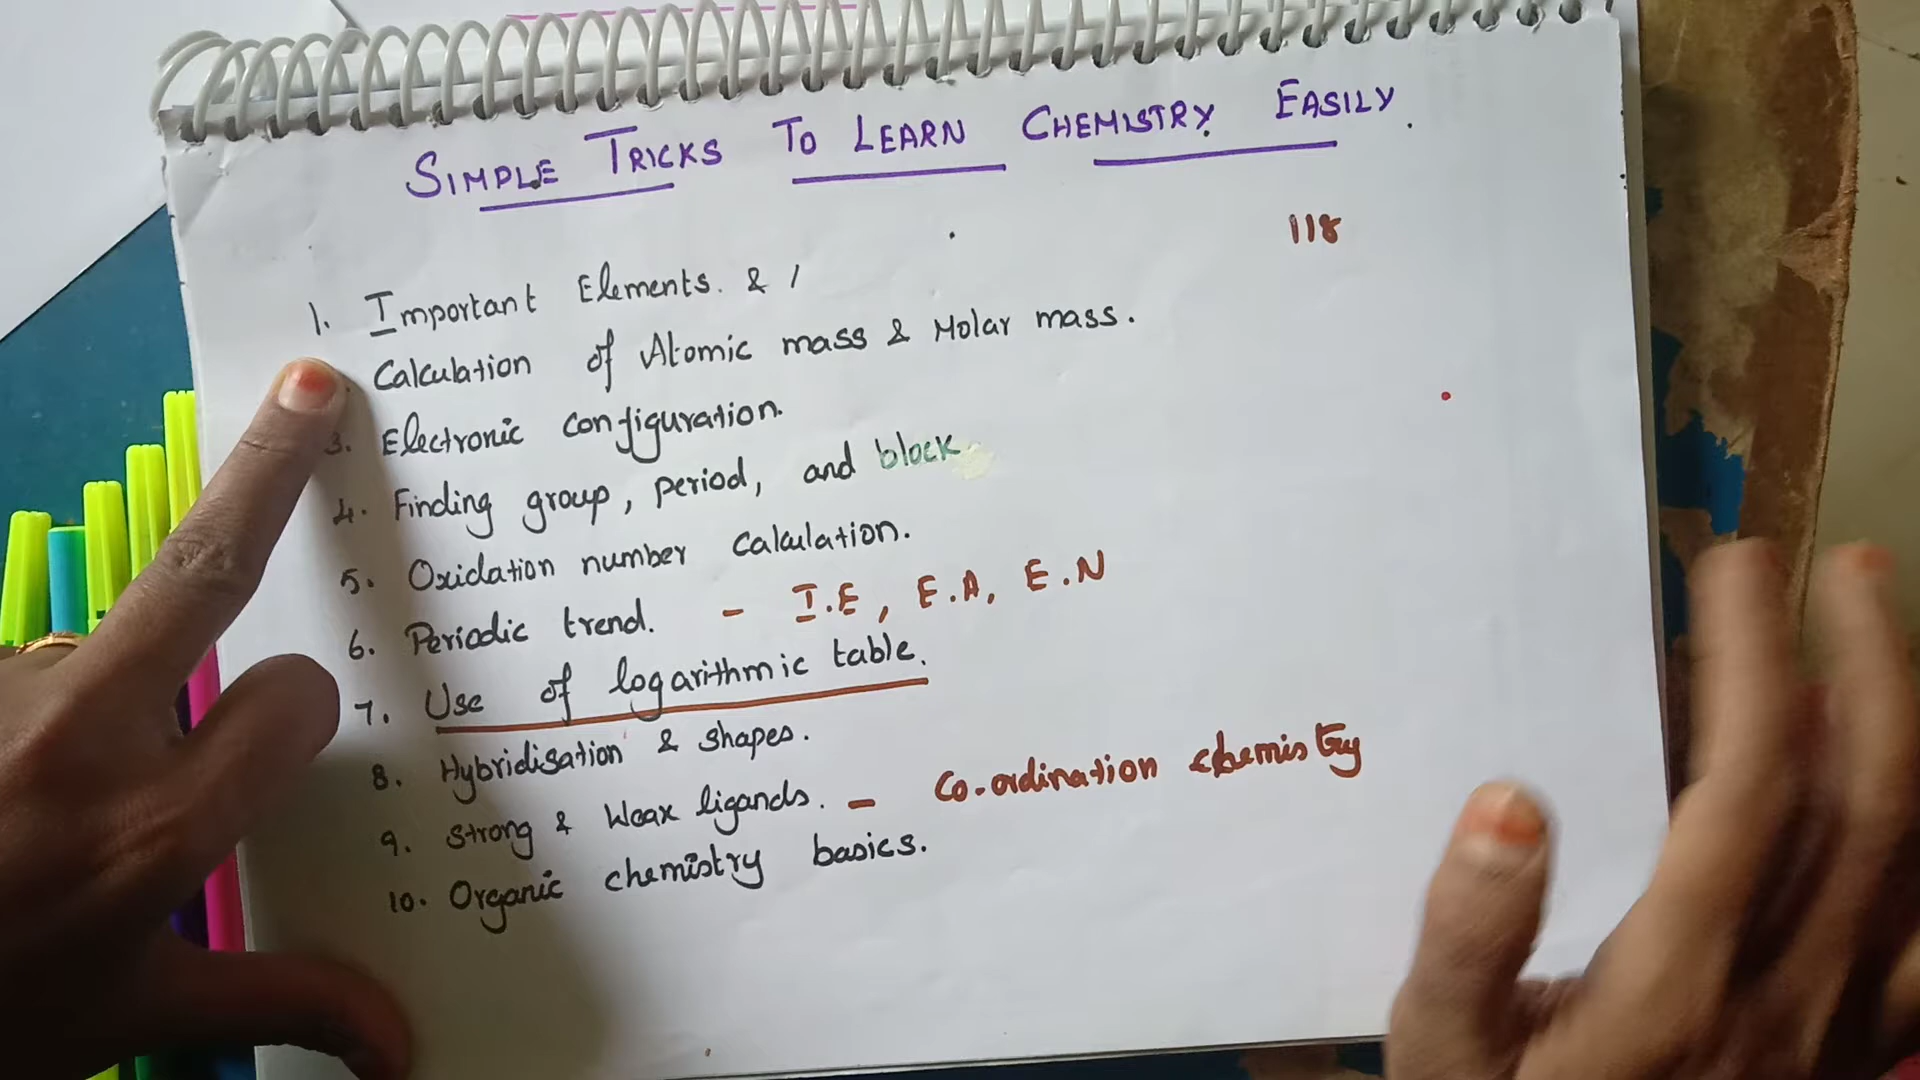 SIMPLE TRICKS TO LEARN CHEMISTRY EASILY.
118
1. Important Elements. & /
Calculation of Atomic mass & Molar mass.
3. Electronic configuration.
4. Finding group, period, and block
5. Oxidation number calculation.
6. Periodic trend. - I.E, E.A, E.N
7. Use of logarithmic table.
8. Hybridisation & shapes.
9. Strong & Weak ligands. - Co-ordination chemistry
10. Organic chemistry basics.